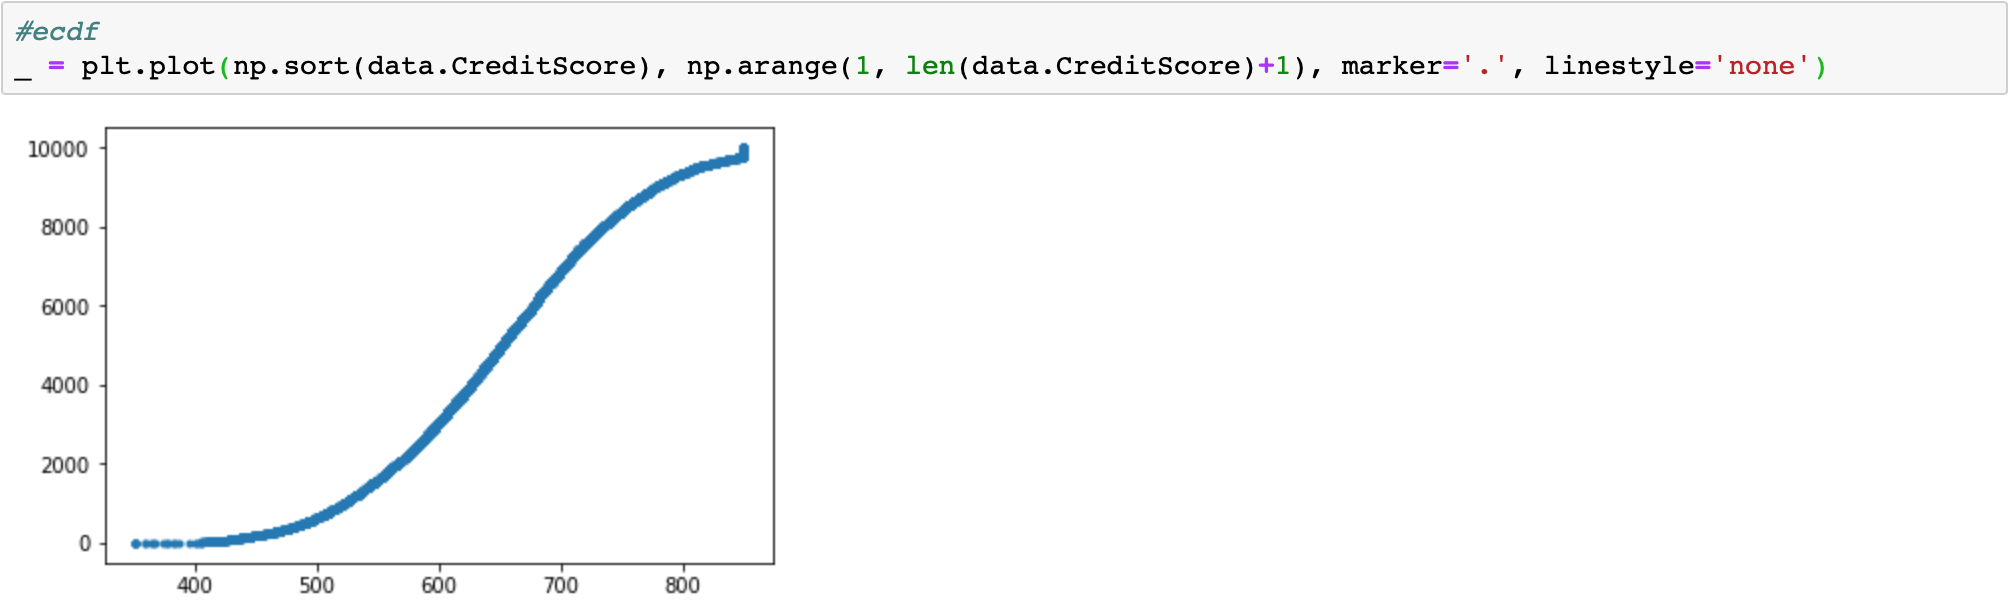 #ecdf
_ = plt.plot(np.sort(data.CreditScore), np.arange(1, len(data.CreditScore)+1), marker='.', linestyle='none')
10000
8000
6000
4000
2000
0
400 500 600 700 800